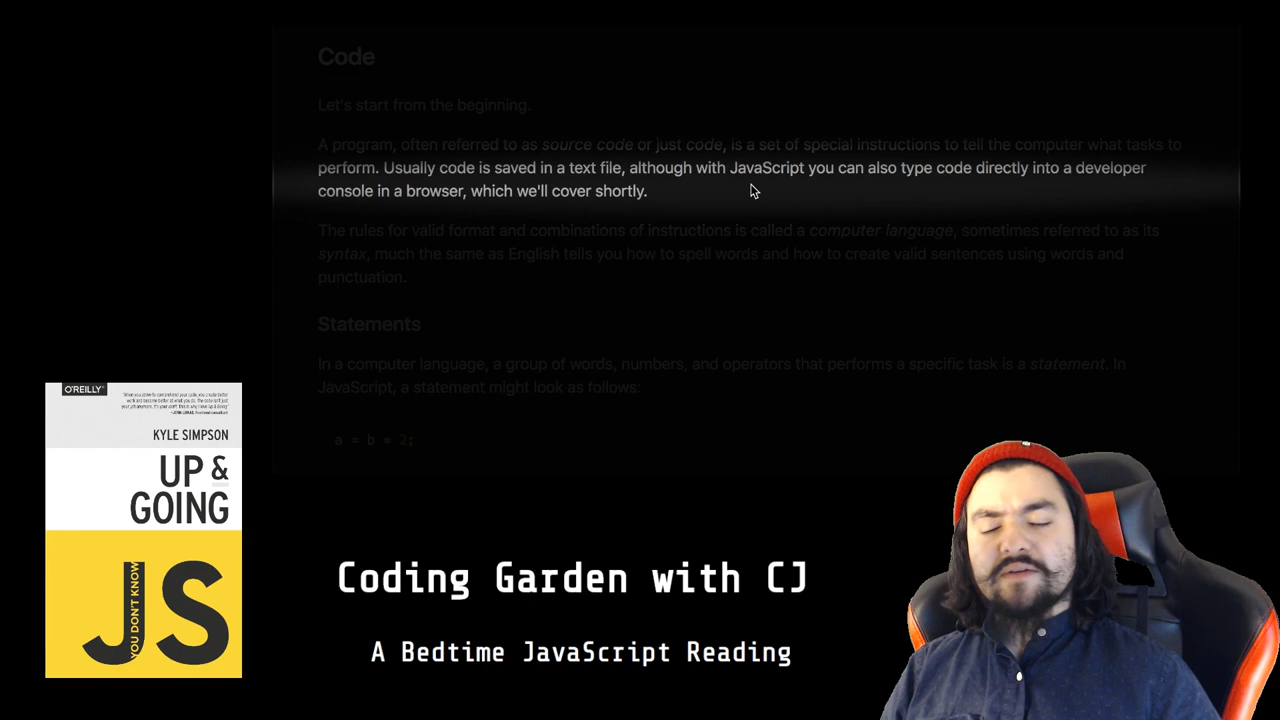 Code
Let's start from the beginning.
A program, often referred to as source code or just code, is a set of special instructions to tell the computer what tasks to
perform. Usually code is saved in a text file, although with JavaScript you can also type code directly into a developer
console in a browser, which we'll cover shortly.
The rules for valid format and combinations of instructions is called a computer language, sometimes referred to as its
syntax, much the same as English tells you how to spell words and how to create valid sentences using words and
punctuation.
Statements
In a computer language, a group of words, numbers, and operators that performs a specific task is a statement. In
JavaScript, a statement might look as follows:
a = b * 2;
O'REILLY
KYLE SIMPSON
UP &
GOING
YOU DON'T KNOW
JS
Coding Garden with CJ
A Bedtime JavaScript Reading